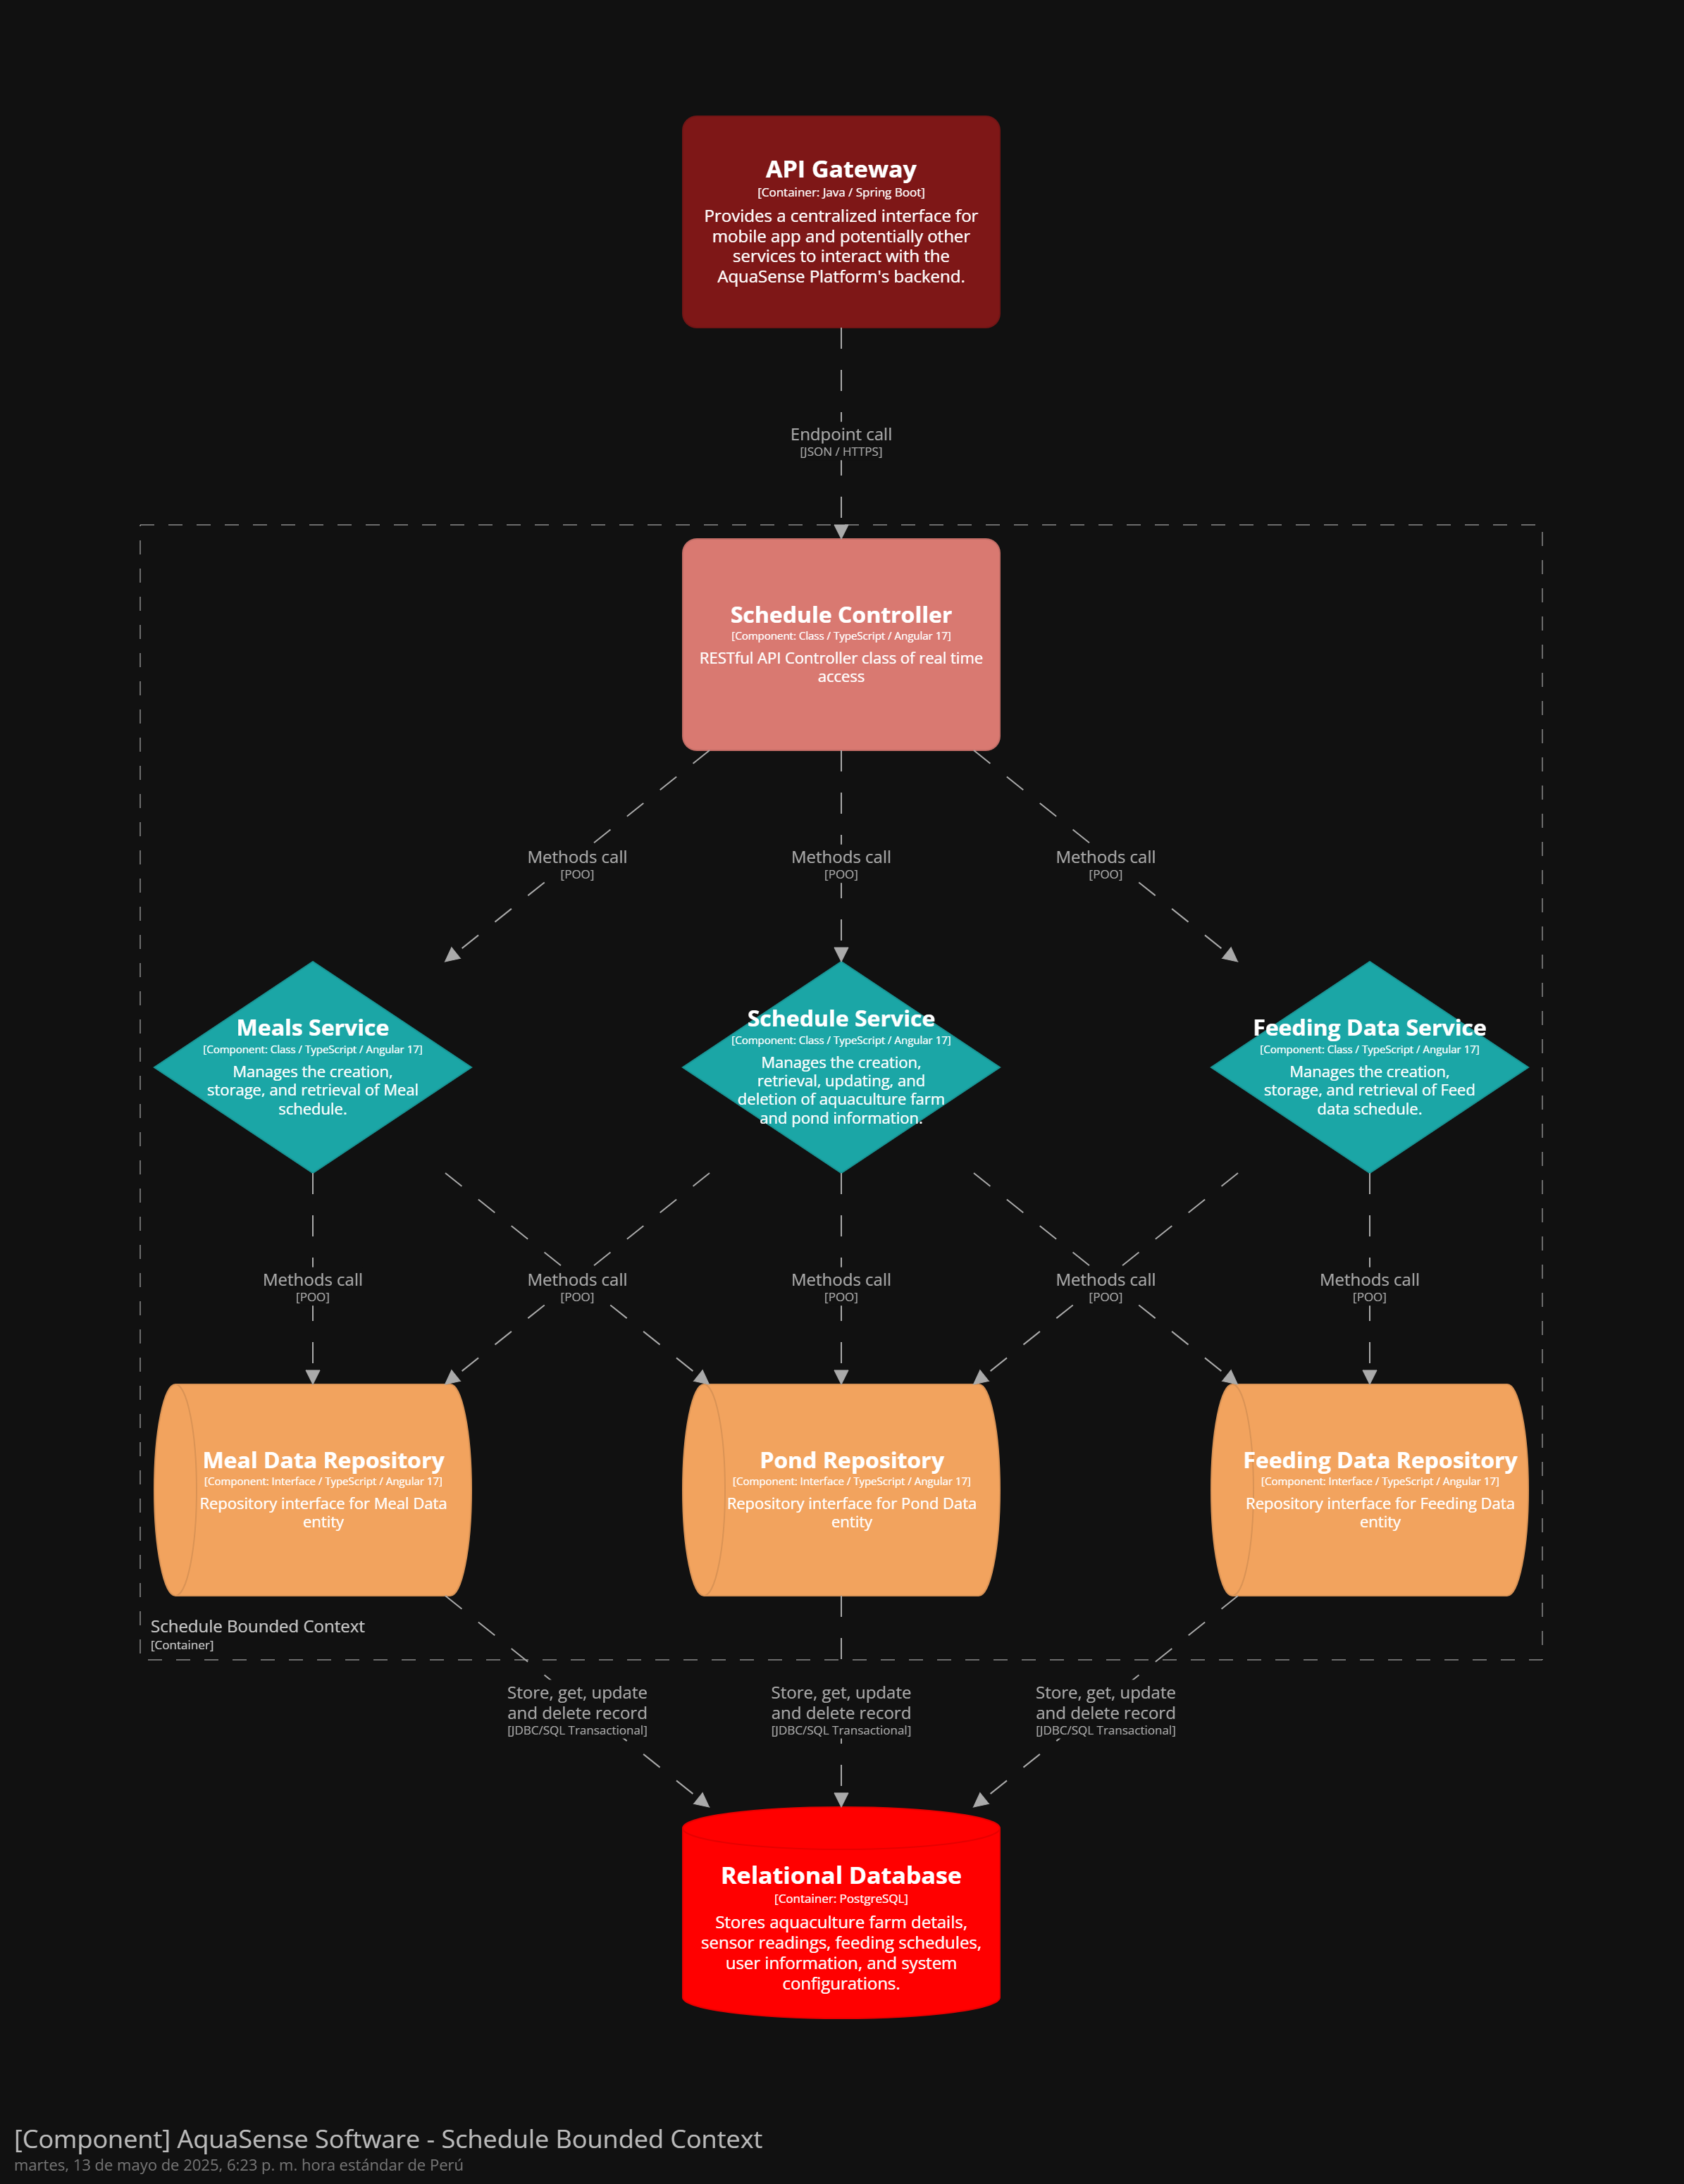 API Gateway
[Container: Java / Spring Boot]
Provides a centralized interface for
mobile app and potentially other
services to interact with the
AquaSense Platform's backend.
Endpoint call
[JSON / HTTPS]
Schedule Controller
[Component: Class / TypeScript / Angular 17]
RESTful API Controller class of real time
access
Methods call
[POO]
Methods call
[POO]
Methods call
[POO]
Meals Service
[Component: Class / TypeScript / Angular 17]
Manages the creation,
storage, and retrieval of Meal
schedule.
Schedule Service
[Component: Class / TypeScript / Angular 17]
Manages the creation,
retrieval, updating, and
deletion of aquaculture farm
and pond information.
Feeding Data Service
[Component: Class / TypeScript / Angular 17]
Manages the creation,
storage, and retrieval of Feed
data schedule.
Methods call
[POO]
Methods call
[POO]
Methods call
[POO]
Methods call
[POO]
Methods call
[POO]
Meal Data Repository
[Component: Interface / TypeScript / Angular 17]
Repository interface for Meal Data
entity
Pond Repository
[Component: Interface / TypeScript / Angular 17]
Repository interface for Pond Data
entity
Feeding Data Repository
[Component: Interface / TypeScript / Angular 17]
Repository interface for Feeding Data
entity
Schedule Bounded Context
[Container]
Store, get, update
and delete record
[JDBC/SQL Transactional]
Store, get, update
and delete record
[JDBC/SQL Transactional]
Store, get, update
and delete record
[JDBC/SQL Transactional]
Relational Database
[Container: PostgreSQL]
Stores aquaculture farm details,
sensor readings, feeding schedules,
user information, and system
configurations.
[Component] AquaSense Software - Schedule Bounded Context
martes, 13 de mayo de 2025, 6:23 p. m. hora estándar de Perú